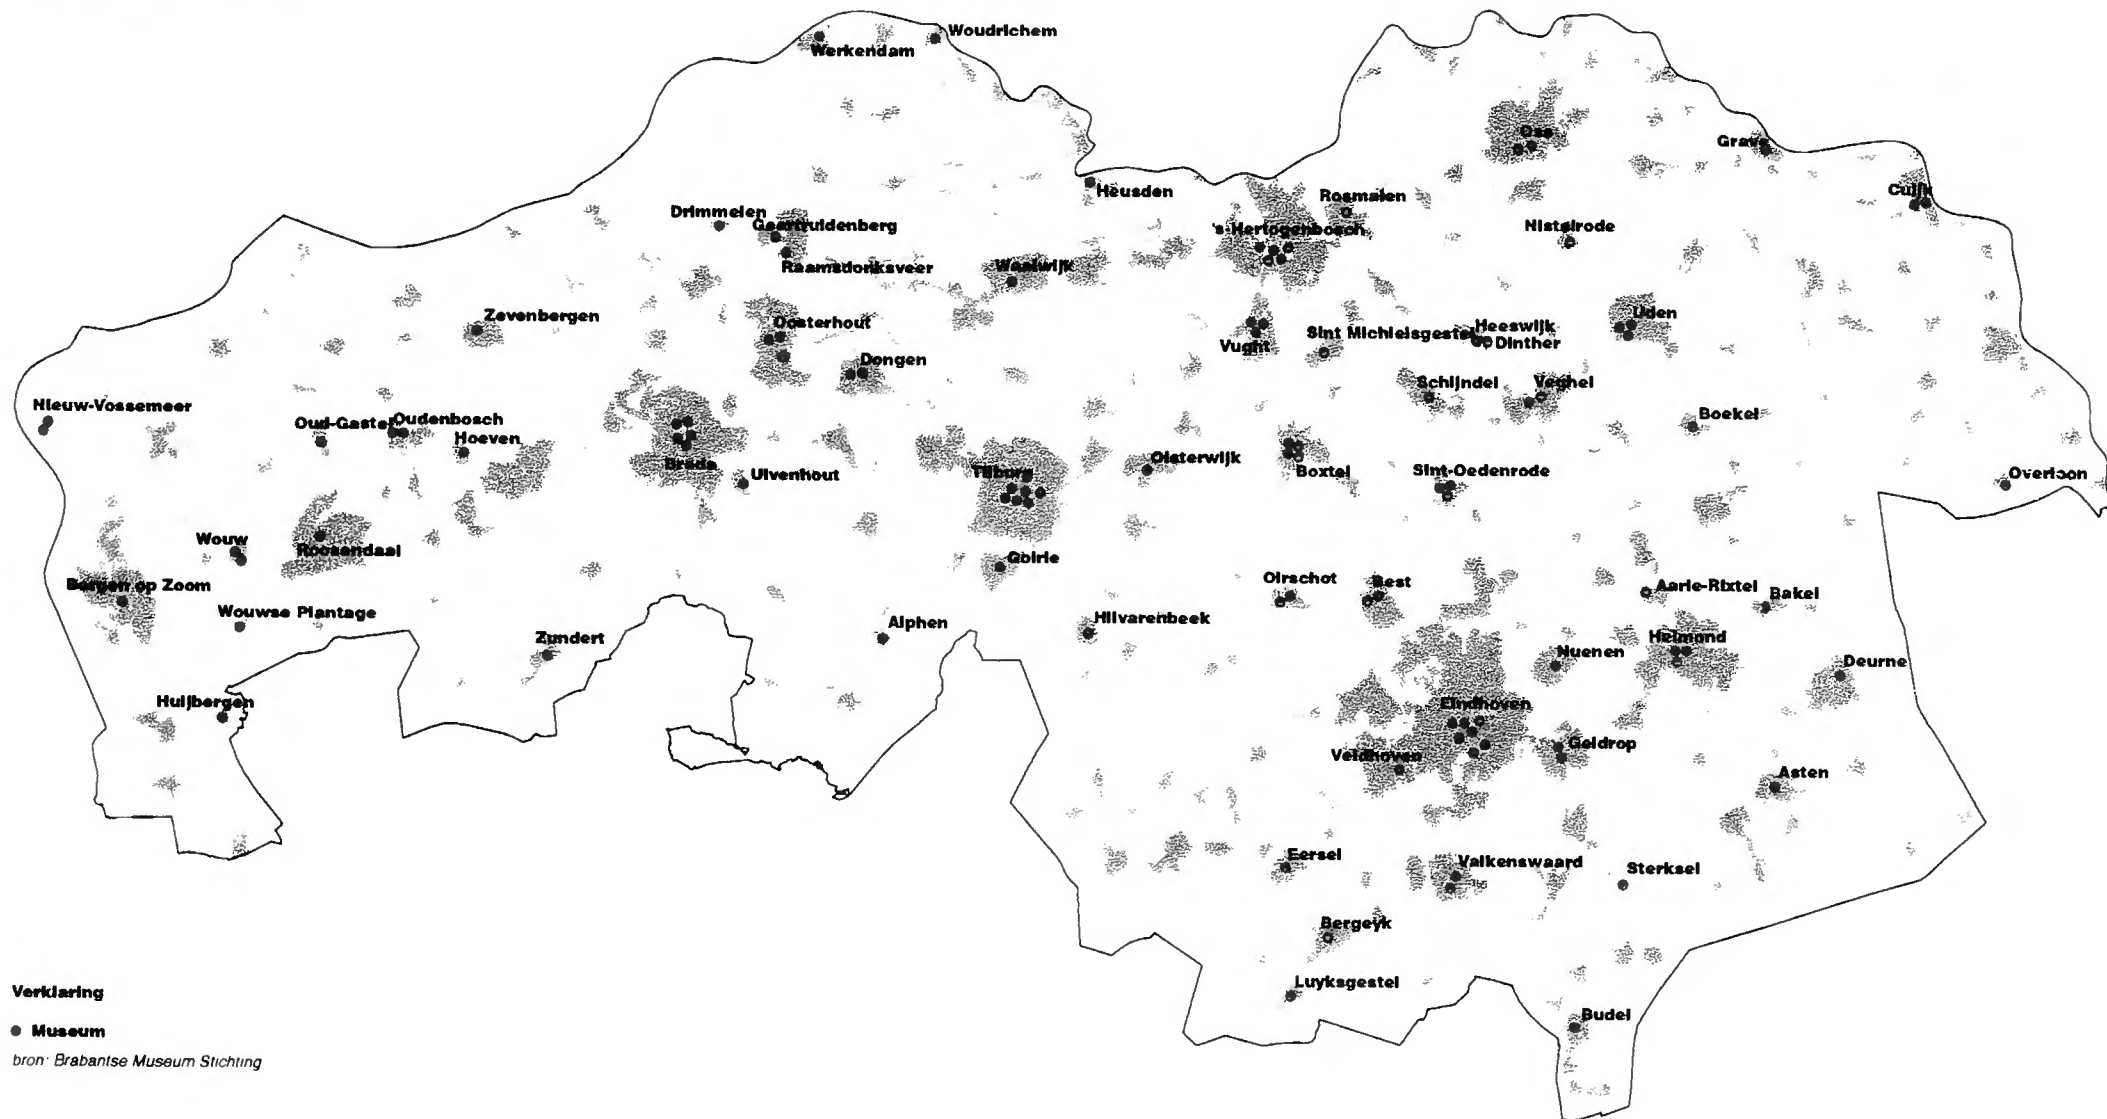 Werkendam
Woudrichem
Oss
Grave
Cuijk
Heusden
Rosmalen
Drimmelen
Geertruidenberg
's-Hertogenbosch
Nistelrode
Raamsdonksveer
Waalwijk
Zevenbergen
Oosterhout
Uden
Vught
Sint Michielsgestel
Heeswijk
Dinther
Dongen
Schijndel
Veghel
Nieuw-Vossemeer
Oud-Gastel
Oudenbosch
Hoeven
Boekel
Breda
Ulvenhout
Tilburg
Oisterwijk
Boxtel
Sint-Oedenrode
Overloon
Wouw
Roosendaal
Goirle
Bergen op Zoom
Oirschot
Best
Aarle-Rixtel
Bakel
Wouwse Plantage
Zundert
Alphen
Hilvarenbeek
Helmond
Nuenen
Deurne
Huijbergen
Eindhoven
Geldrop
Veldhoven
Asten
Eersel
Valkenswaard
Sterksel
Bergeyk
Luyksgestel
Budel
Verklaring
Museum
bron: Brabantse Museum Stichting